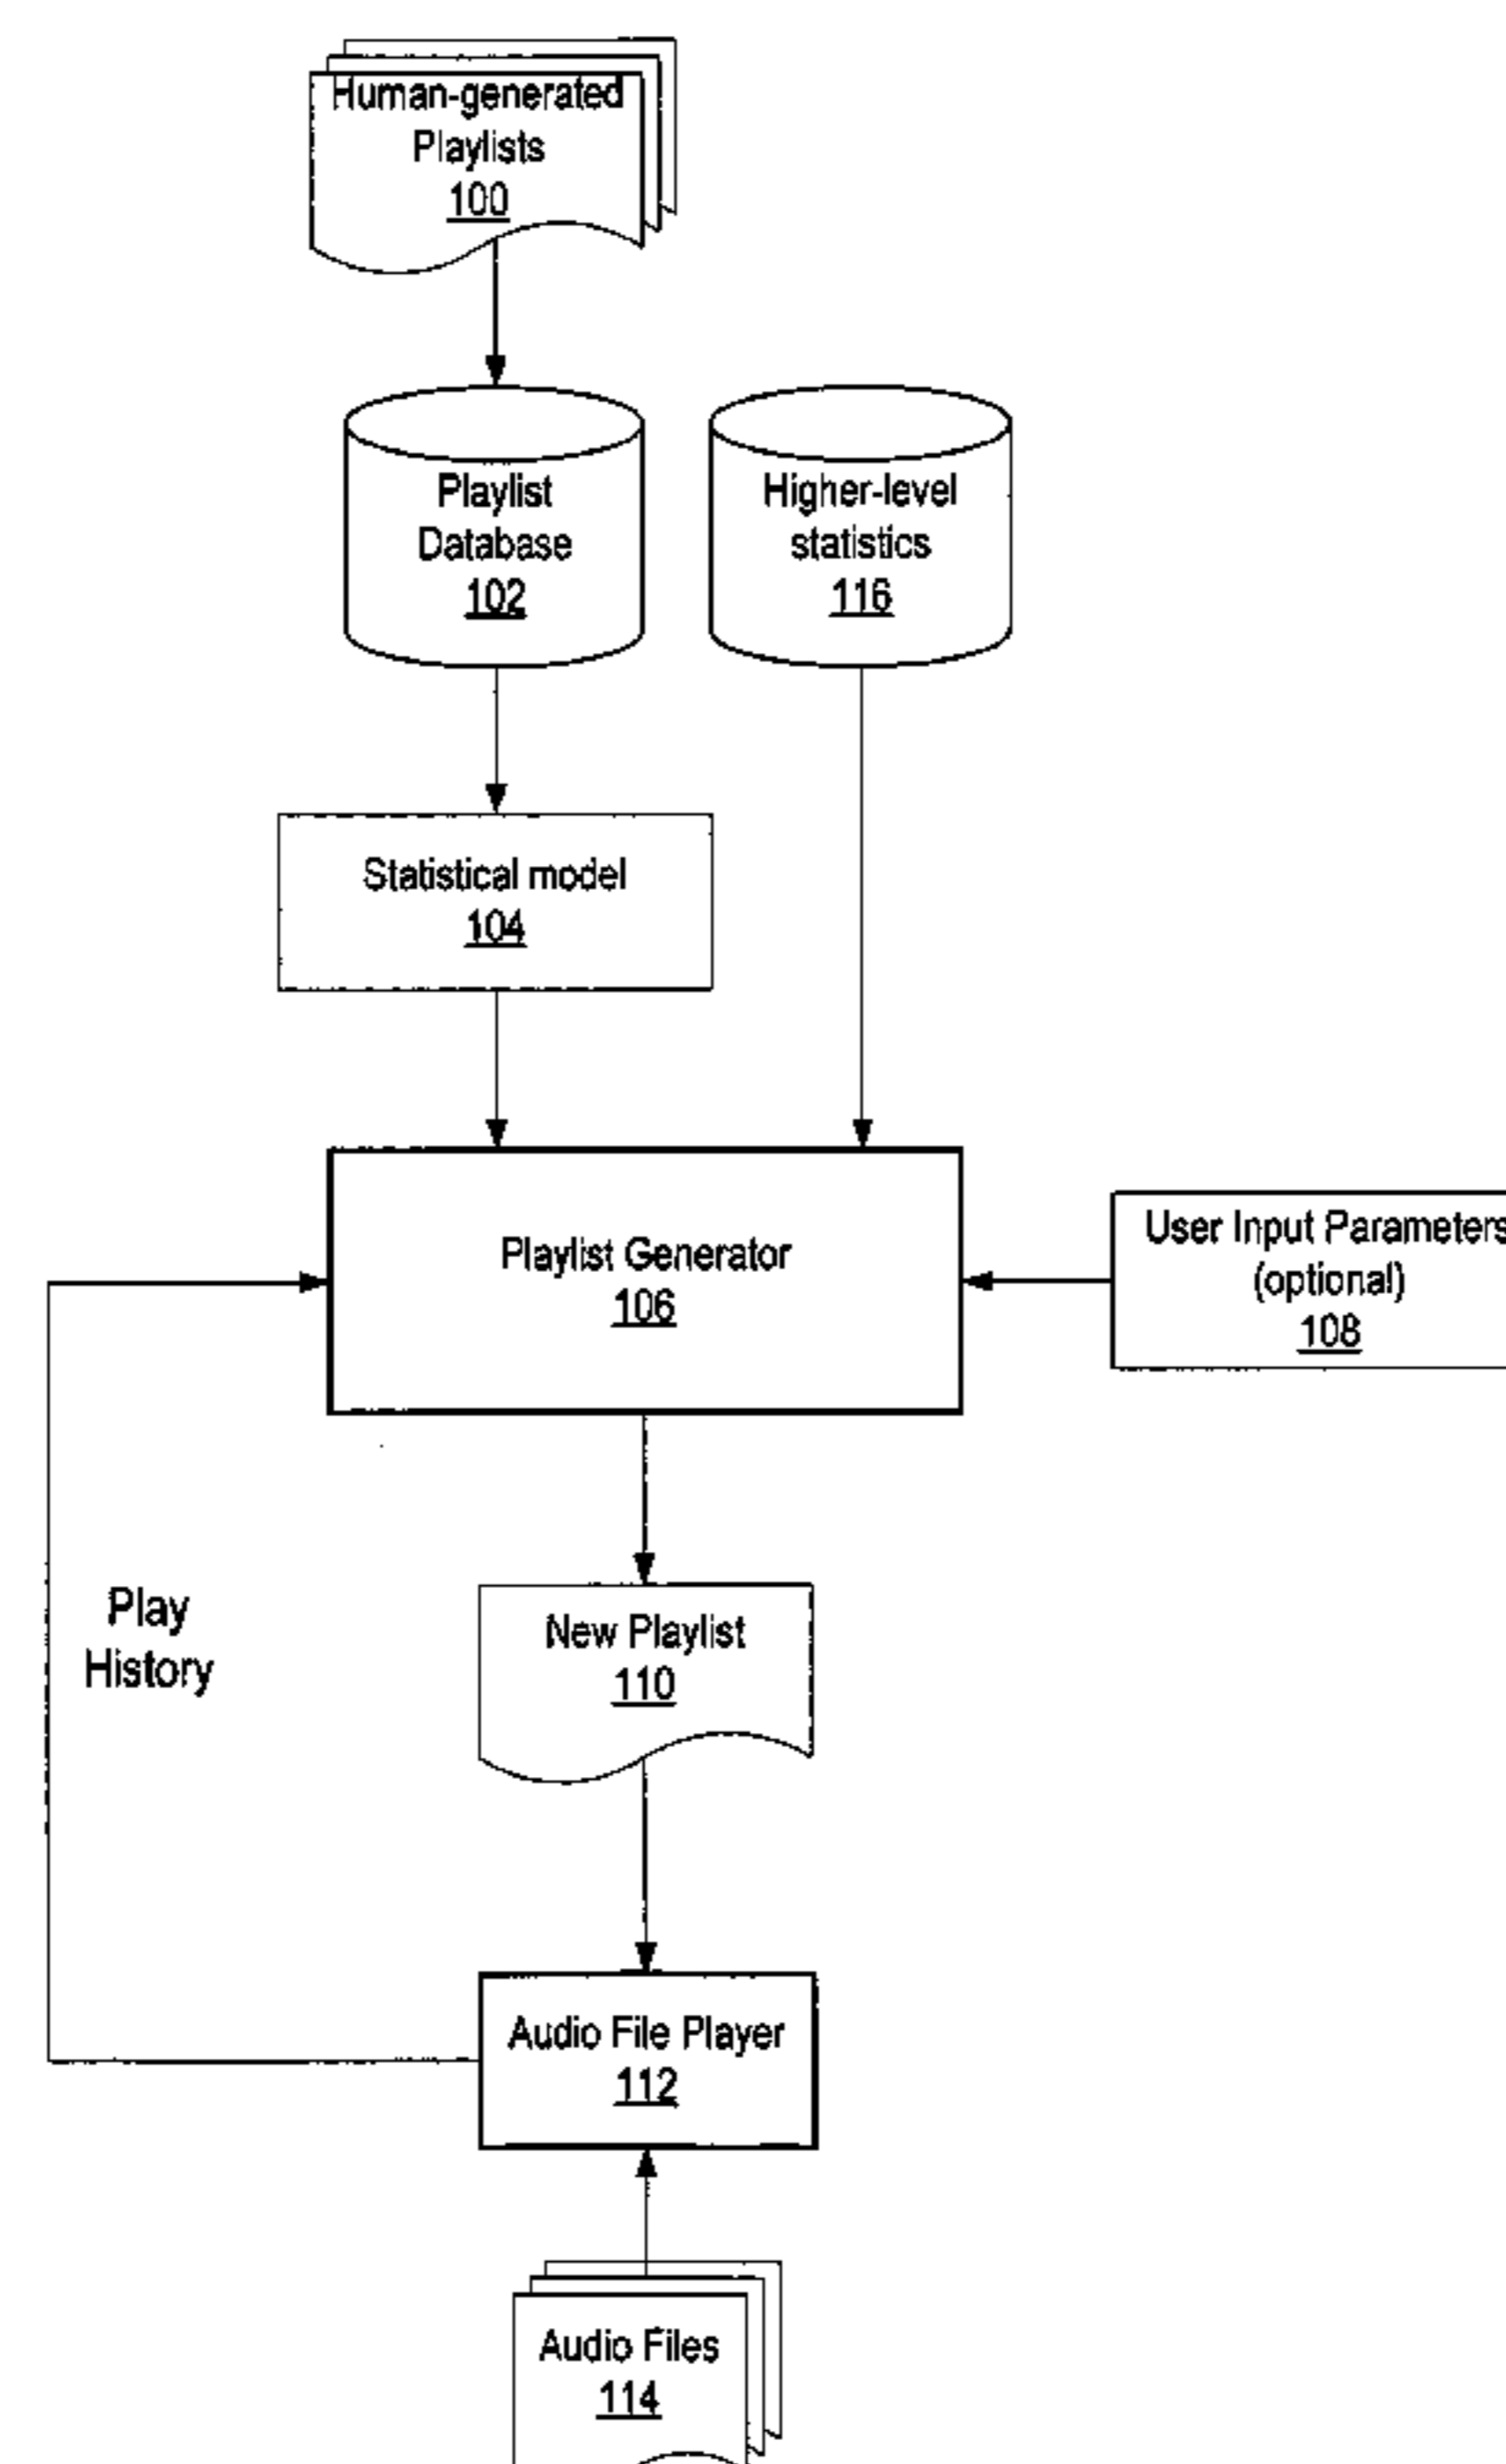 Human-generated
Playlists
100
Playlist
Database
102
Higher-level
statistics
116
Statistical model
104
Playlist Generator
106
User Input Parameters
(optional)
108
Play
History
New Playlist
110
Audio File Player
112
Audio Files
114